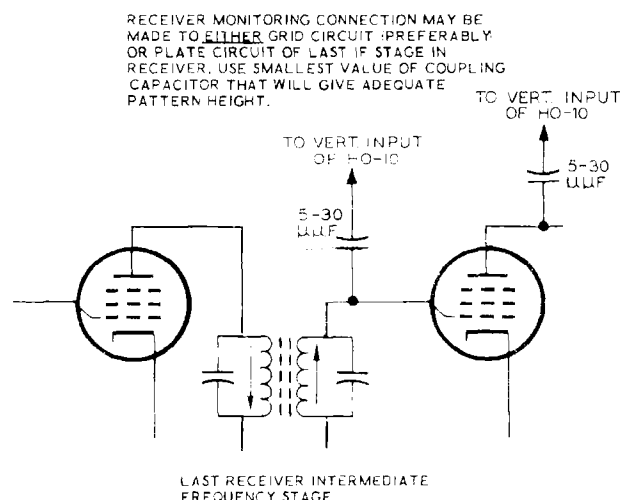 RECEIVER MONITORING CONNECTION MAY BE
MADE TO EITHER GRID CIRCUIT (PREFERABLY)
OR PLATE CIRCUIT OF LAST IF STAGE IN
RECEIVER. USE SMALLEST VALUE OF COUPLING
CAPACITOR THAT WILL GIVE ADEQUATE
PATTERN HEIGHT.
TO VERT. INPUT
OF HO-10
5-30
µµF
TO VERT. INPUT
OF HO-10
5-30
µµF
LAST RECEIVER INTERMEDIATE
FREQUENCY STAGE